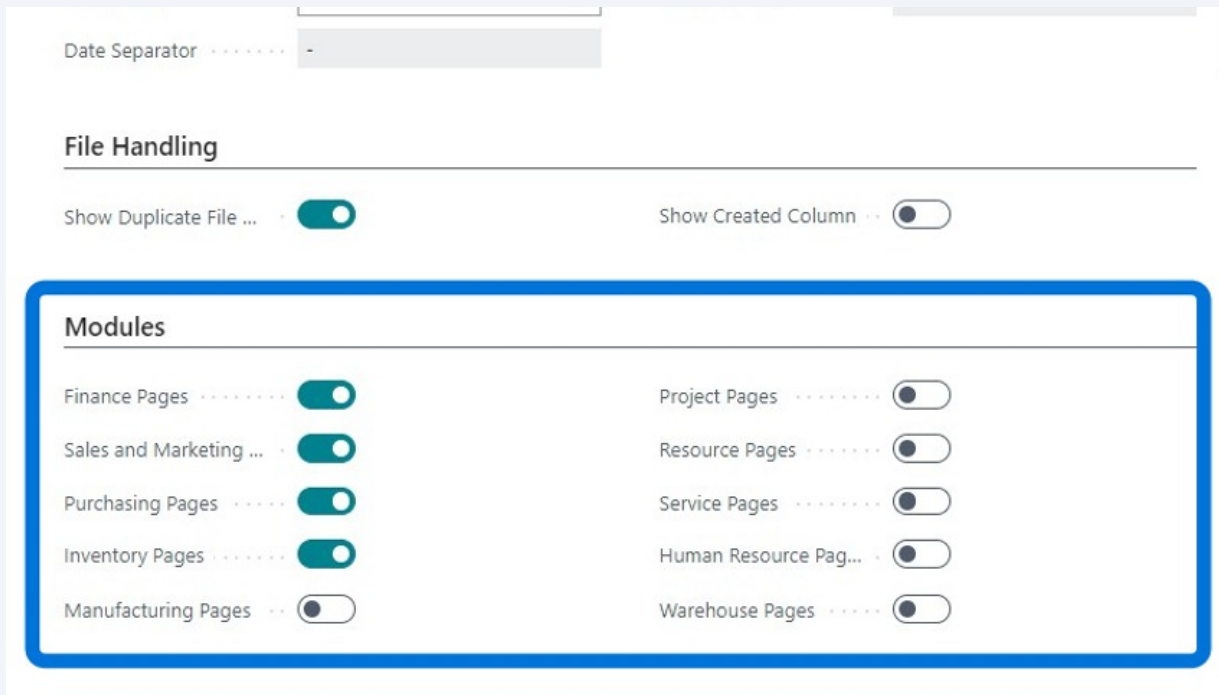 Date Separator -
File Handling
Show Duplicate File ... Show Created Column
Modules
Finance Pages Project Pages
Sales and Marketing ... Resource Pages
Purchasing Pages Service Pages
Inventory Pages Human Resource Pag...
Manufacturing Pages Warehouse Pages